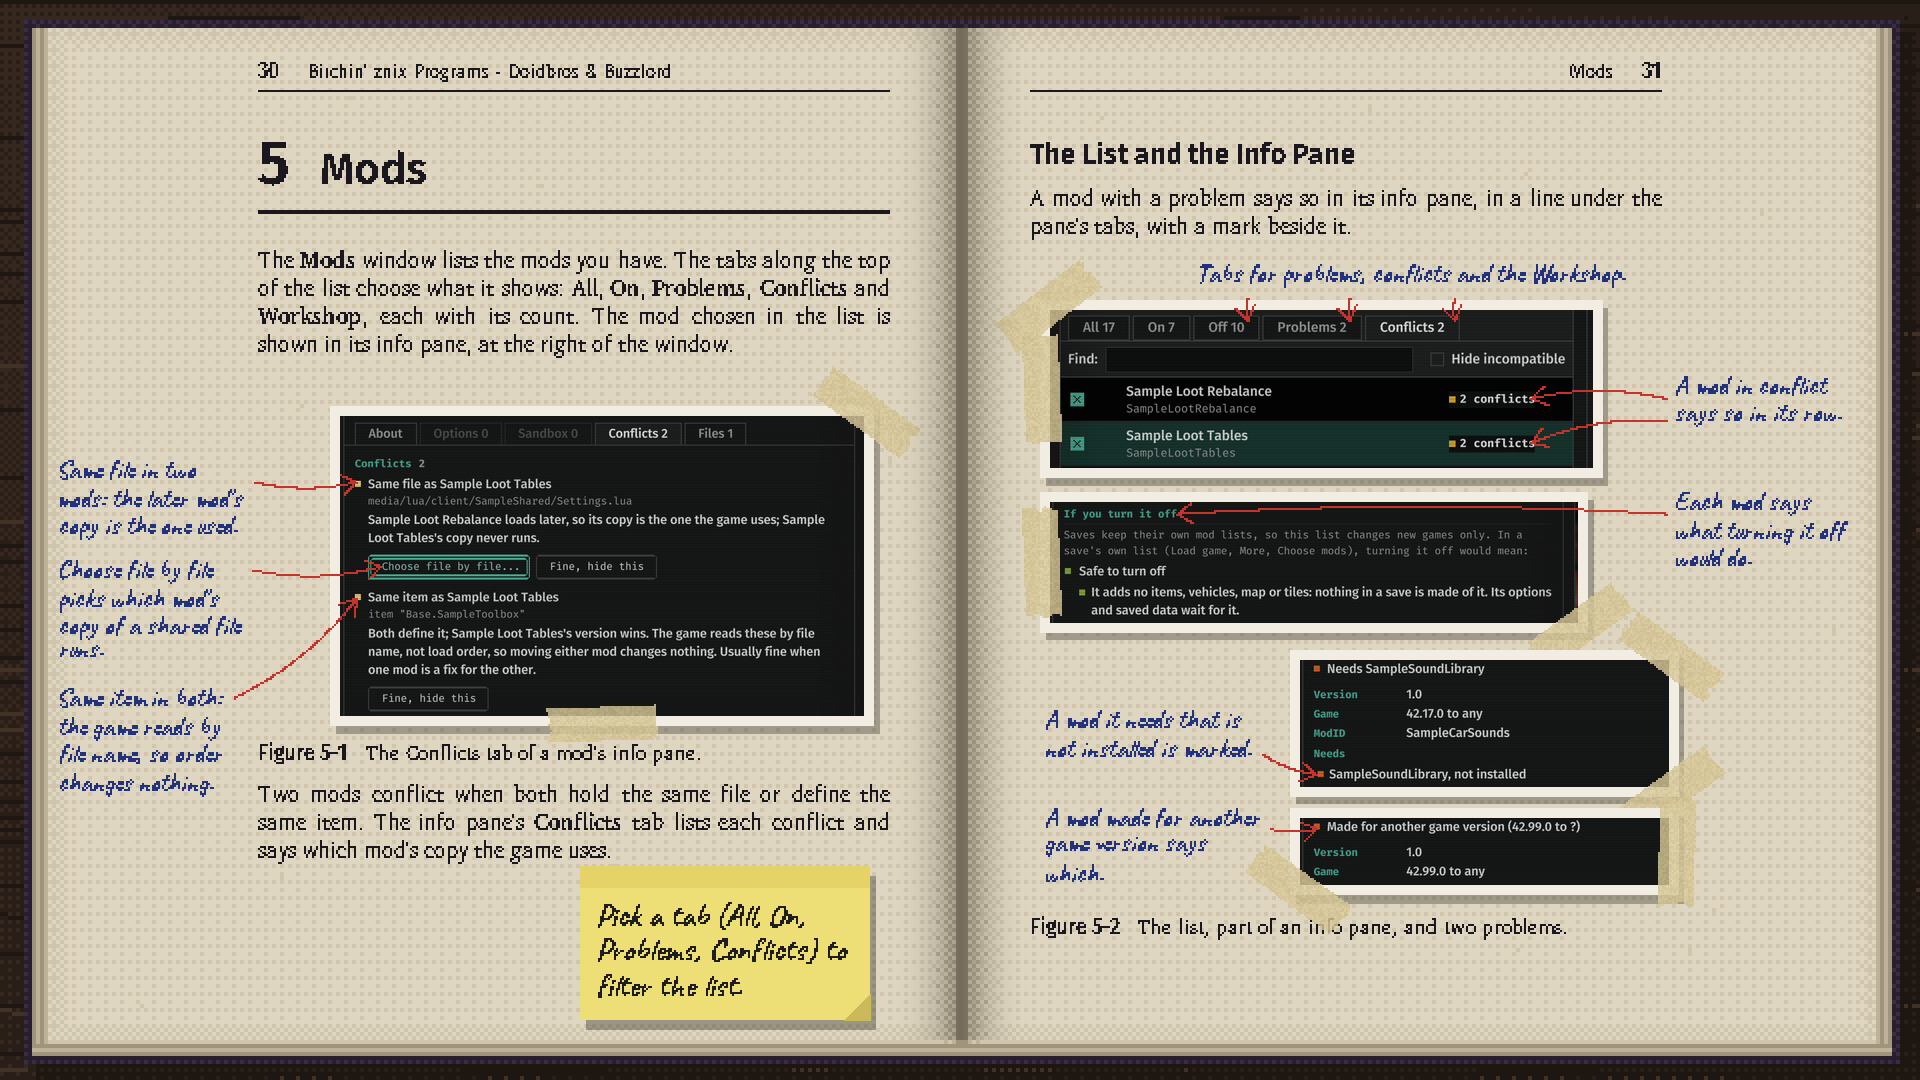 30 Birchin' znix Programs - Doidbros & Buzzlord
5 Mods
The Mods window lists the mods you have. The tabs along the top
of the list choose what it shows: All, On, Problems, Conflicts and
Workshop, each with its count. The mod chosen in the list is
shown in its info pane, at the right of the window.
Same file in two
mods: the later mod's
copy is the one used.
Choose file by file
picks which mod's
copy of a shared file
runs.
Same item in both:
the game reads by
file name, so order
changes nothing.
About Options 0 Sandbox 0 Conflicts 2 Files 1
Conflicts 2
Same file as Sample Loot Tables
media/lua/client/SampleShared/Settings.lua
Sample Loot Rebalance loads later, so its copy is the one the game uses; Sample
Loot Tables's copy never runs.
Choose file by file... Fine, hide this
Same item as Sample Loot Tables
item "Base.SampleToolbox"
Both define it; Sample Loot Tables's version wins. The game reads these by file
name, not load order, so moving either mod changes nothing. Usually fine when
one mod is a fix for the other.
Fine, hide this
Figure 5-1 The Conflicts tab of a mod's info pane.
Two mods conflict when both hold the same file or define the
same item. The info pane's Conflicts tab lists each conflict and
says which mod's copy the game uses.
Pick a tab (All, On,
Problems, Conflicts) to
filter the list.
Mods 31
The List and the Info Pane
A mod with a problem says so in its info pane, in a line under the
pane's tabs, with a mark beside it.
Tabs for problems, conflicts and the Workshop.
All 17 On 7 Off 10 Problems 2 Conflicts 2
Find: Hide incompatible
Sample Loot Rebalance 2 conflicts
SampleLootRebalance
Sample Loot Tables 2 conflicts
SampleLootTables
A mod in conflict
says so in its row.
If you turn it off
Saves keep their own mod lists, so this list changes new games only. In a
save's own list (Load game, More, Choose mods), turning it off would mean:
Safe to turn off
It adds no items, vehicles, map or tiles: nothing in a save is made of it. Its options
and saved data wait for it.
Each mod says
what turning it off
would do.
Needs SampleSoundLibrary
Version 1.0
Game 42.17.0 to any
ModID SampleCarSounds
Needs
SampleSoundLibrary, not installed
A mod it needs that is
not installed is marked.
A mod made for another
game version says
which.
Made for another game version (42.99.0 to ?)
Version 1.0
Game 42.99.0 to any
Figure 5-2 The list, part of an info pane, and two problems.